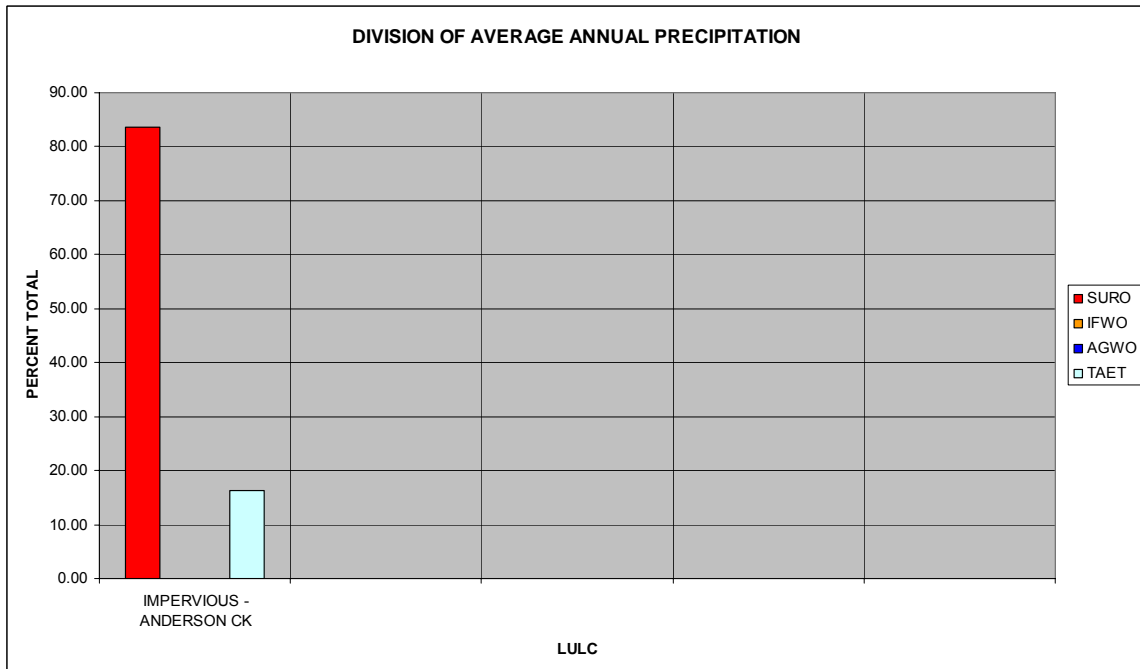 DIVISION OF AVERAGE ANNUAL PRECIPITATION
90.00
80.00
70.00
60.00
50.00
40.00
30.00
20.00
10.00
0.00
PERCENT TOTAL
IMPERVIOUS -
ANDERSON CK
LULC
SURO
IFWO
AGWO
TAET